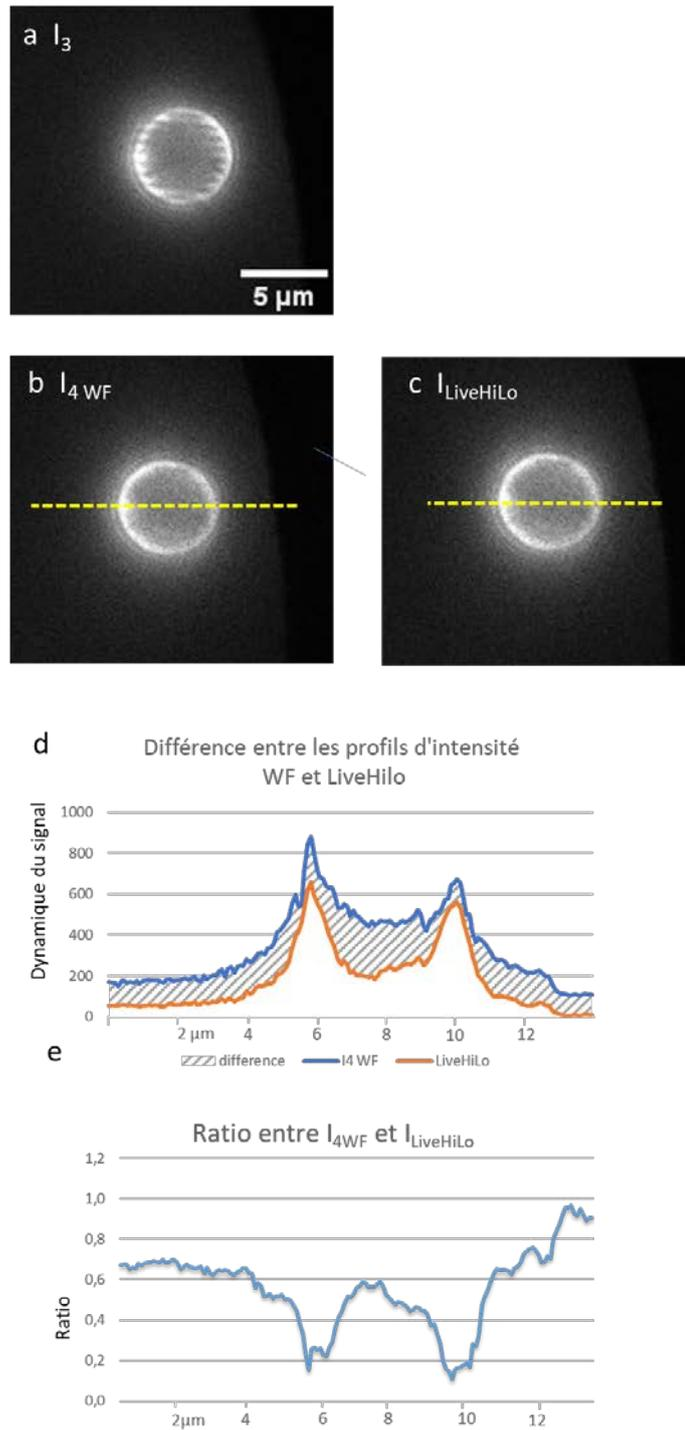 a I3
5 µm
b I4 WF
c ILiveHiLo
d
Différence entre les profils d'intensité
WF et LiveHilo
Dynamique du signal
1000
800
600
400
200
0
2 µm 4 6 8 10 12
difference I4 WF LiveHiLo
e
Ratio entre I4WF et ILiveHiLo
Ratio
1,2
1,0
0,8
0,6
0,4
0,2
0,0
2µm 4 6 8 10 12